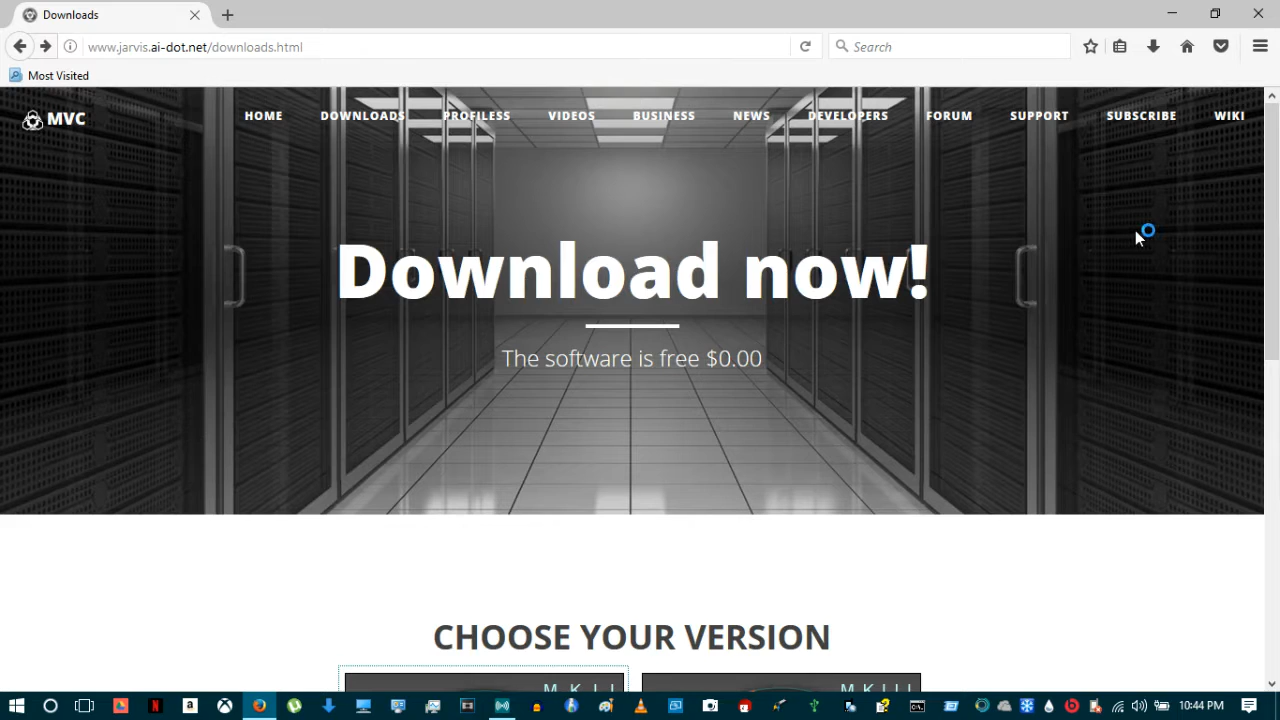 Downloads
www.jarvis.ai-dot.net/downloads.html
Search
Most Visited
MVC
HOME DOWNLOADS PROFILESS VIDEOS BUSINESS NEWS DEVELOPERS FORUM SUPPORT SUBSCRIBE WIKI
Download now!
The software is free $0.00
CHOOSE YOUR VERSION
M K I I
M K I I I
10:44 PM